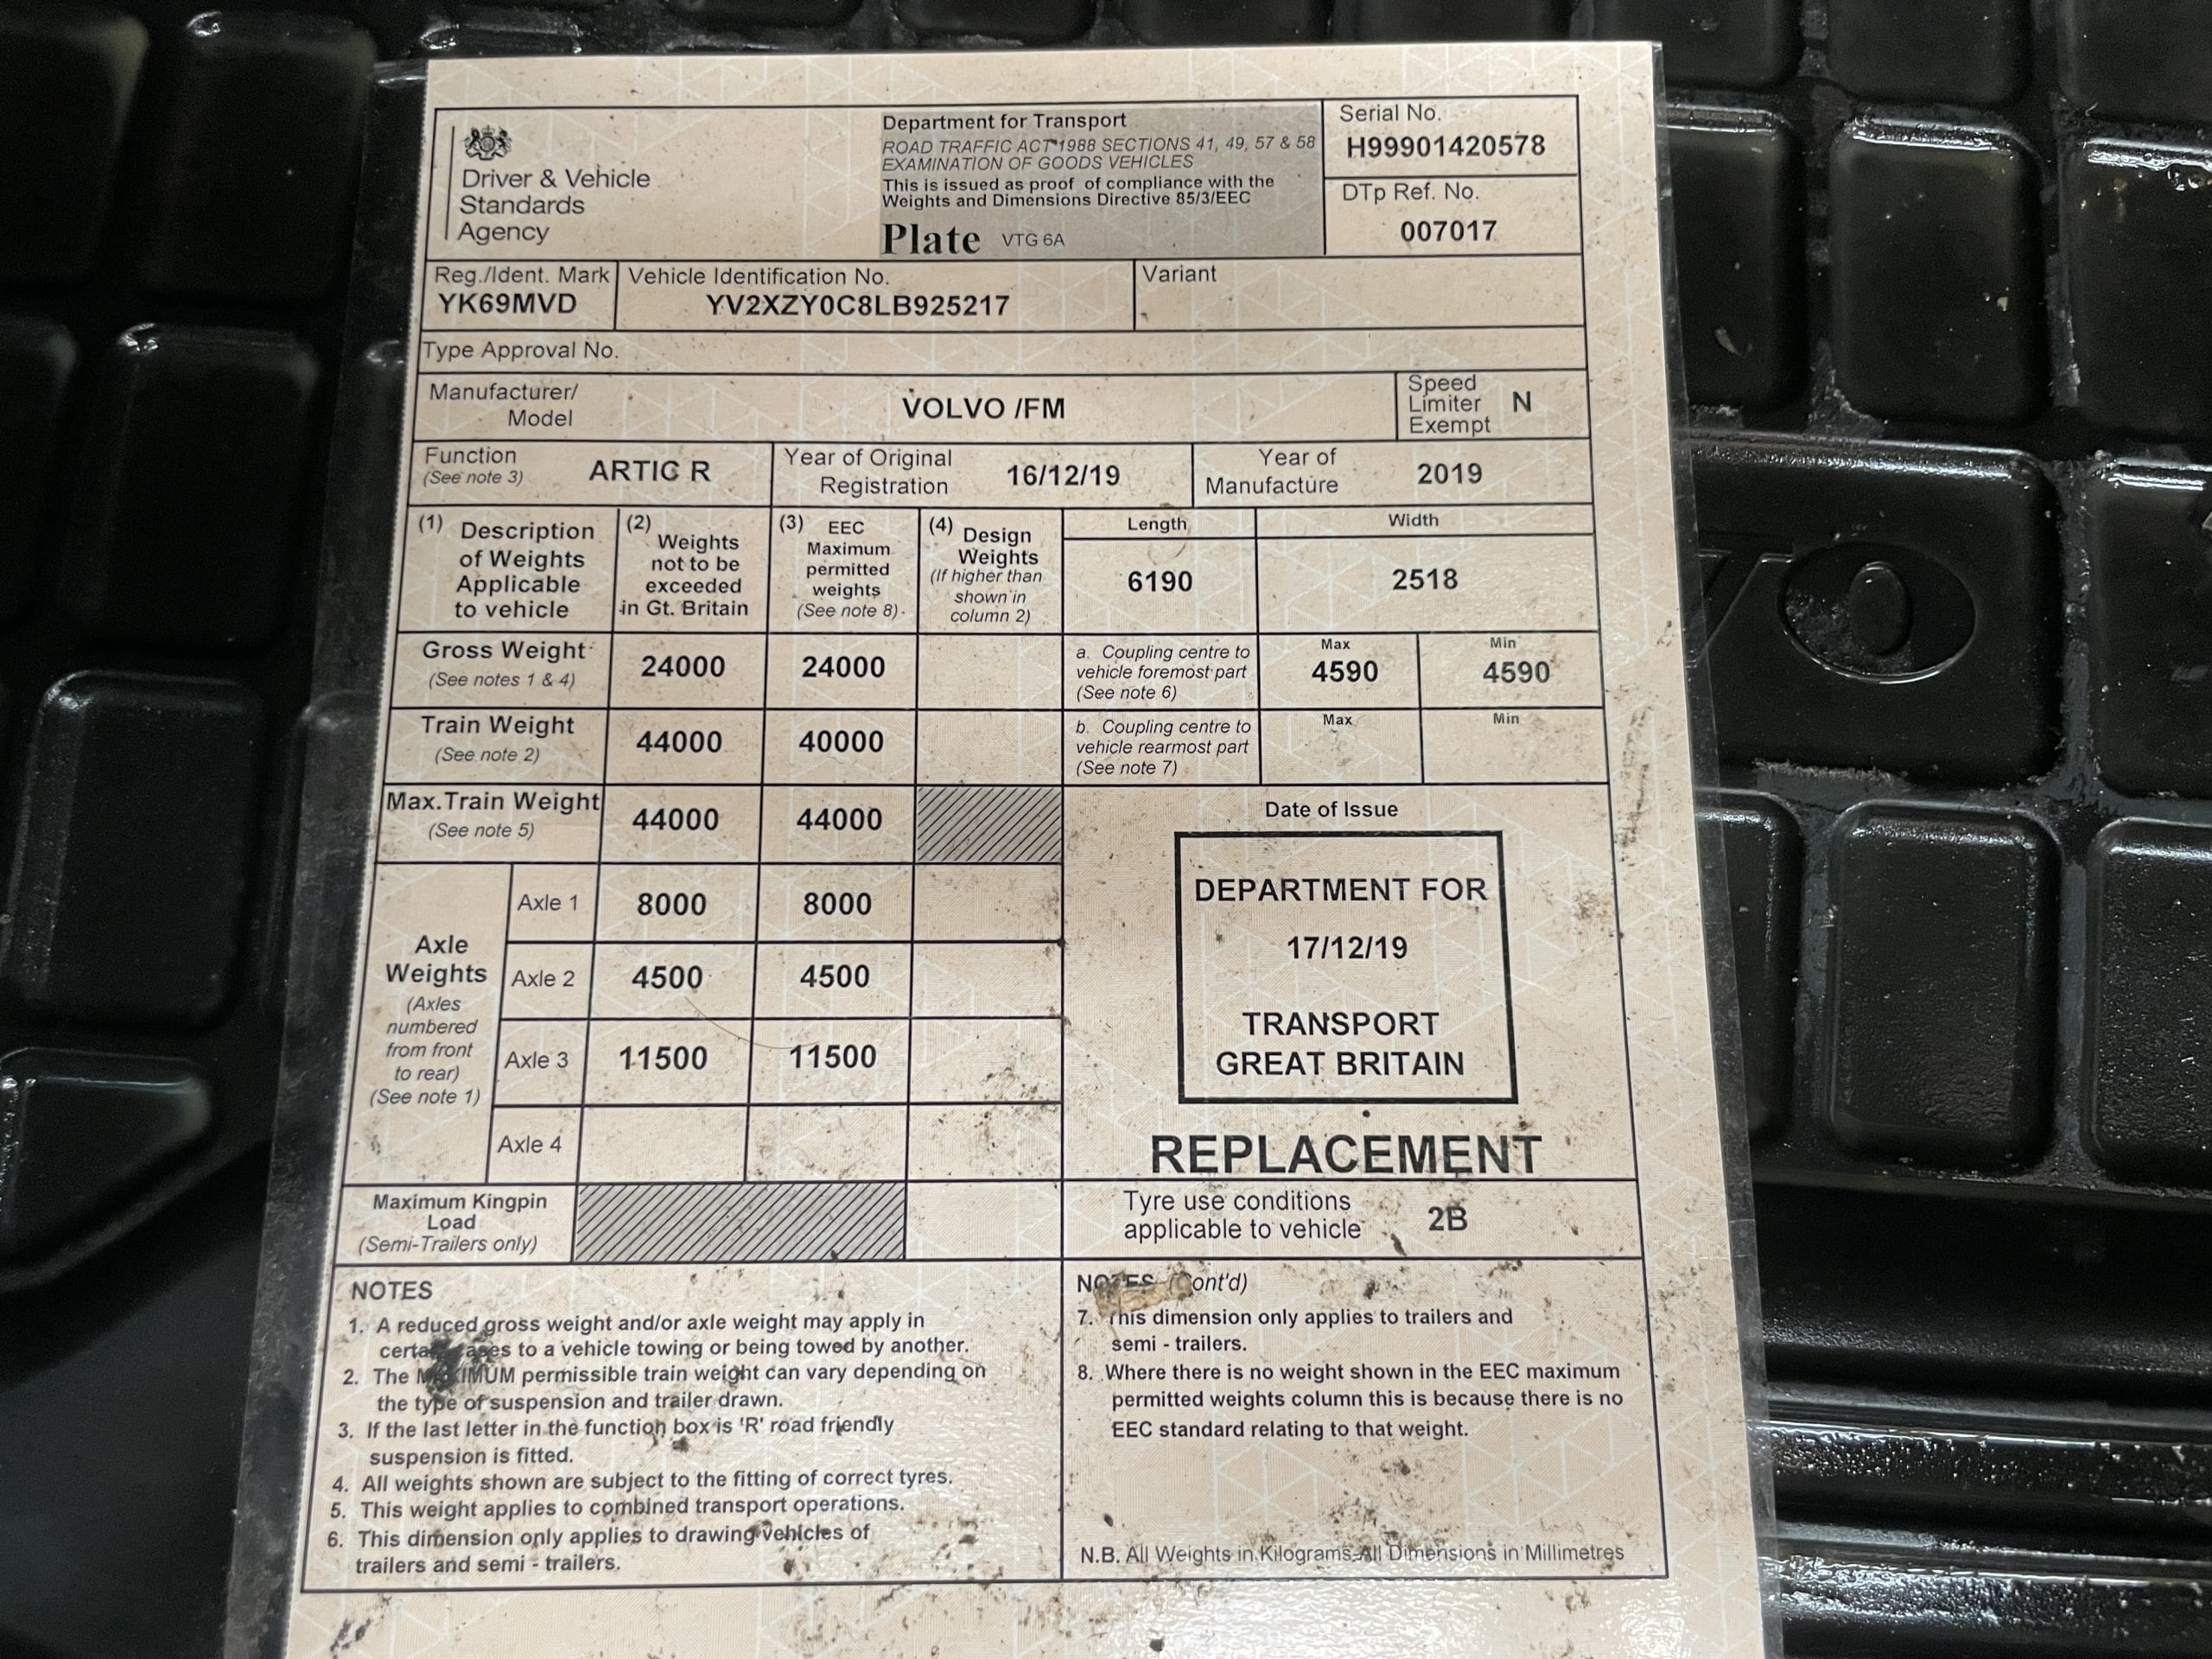 Driver & Vehicle
Standards
Agency
Department for Transport
ROAD TRAFFIC ACT 1988 SECTIONS 41, 49, 57 & 58
EXAMINATION OF GOODS VEHICLES
This is issued as proof of compliance with the
Weights and Dimensions Directive 85/3/EEC
Plate VTG 6A
Serial No.
H99901420578
DTp Ref. No.
007017
Reg./Ident. Mark
YK69MVD
Vehicle Identification No.
YV2XZY0C8LB925217
Variant
Type Approval No.
Manufacturer/
Model
VOLVO /FM
Speed
Limiter
Exempt
N
Function
(See note 3)
ARTIC R
Year of Original
Registration
16/12/19
Year of
Manufacture
2019
(1) Description
of Weights
Applicable
to vehicle
(2) Weights
not to be
exceeded
in Gt. Britain
(3) EEC
Maximum
permitted
weights
(See note 8)
(4) Design
Weights
(If higher than
shown in
column 2)
Length
6190
Width
2518
Gross Weight
(See notes 1 & 4)
24000
24000
a. Coupling centre to
vehicle foremost part
(See note 6)
Max
4590
Min
4590
Train Weight
(See note 2)
44000
40000
b. Coupling centre to
vehicle rearmost part
(See note 7)
Max
Min
Max.Train Weight
(See note 5)
44000
44000
Axle
Weights
(Axles
numbered
from front
to rear)
(See note 1)
Axle 1
8000
8000
Axle 2
4500
4500
Axle 3
11500
11500
Axle 4
Maximum Kingpin
Load
(Semi-Trailers only)
Date of Issue
DEPARTMENT FOR
17/12/19
TRANSPORT
GREAT BRITAIN
REPLACEMENT
Tyre use conditions
applicable to vehicle
2B
NOTES
1. A reduced gross weight and/or axle weight may apply in
certain cases to a vehicle towing or being towed by another.
2. The MAXIMUM permissible train weight can vary depending on
the type of suspension and trailer drawn.
3. If the last letter in the function box is 'R' road friendly
suspension is fitted.
4. All weights shown are subject to the fitting of correct tyres.
5. This weight applies to combined transport operations.
6. This dimension only applies to drawing vehicles of
trailers and semi - trailers.
NOTES (Cont'd)
7. This dimension only applies to trailers and
semi - trailers.
8. Where there is no weight shown in the EEC maximum
permitted weights column this is because there is no
EEC standard relating to that weight.
N.B. All Weights in Kilograms All Dimensions in Millimetres